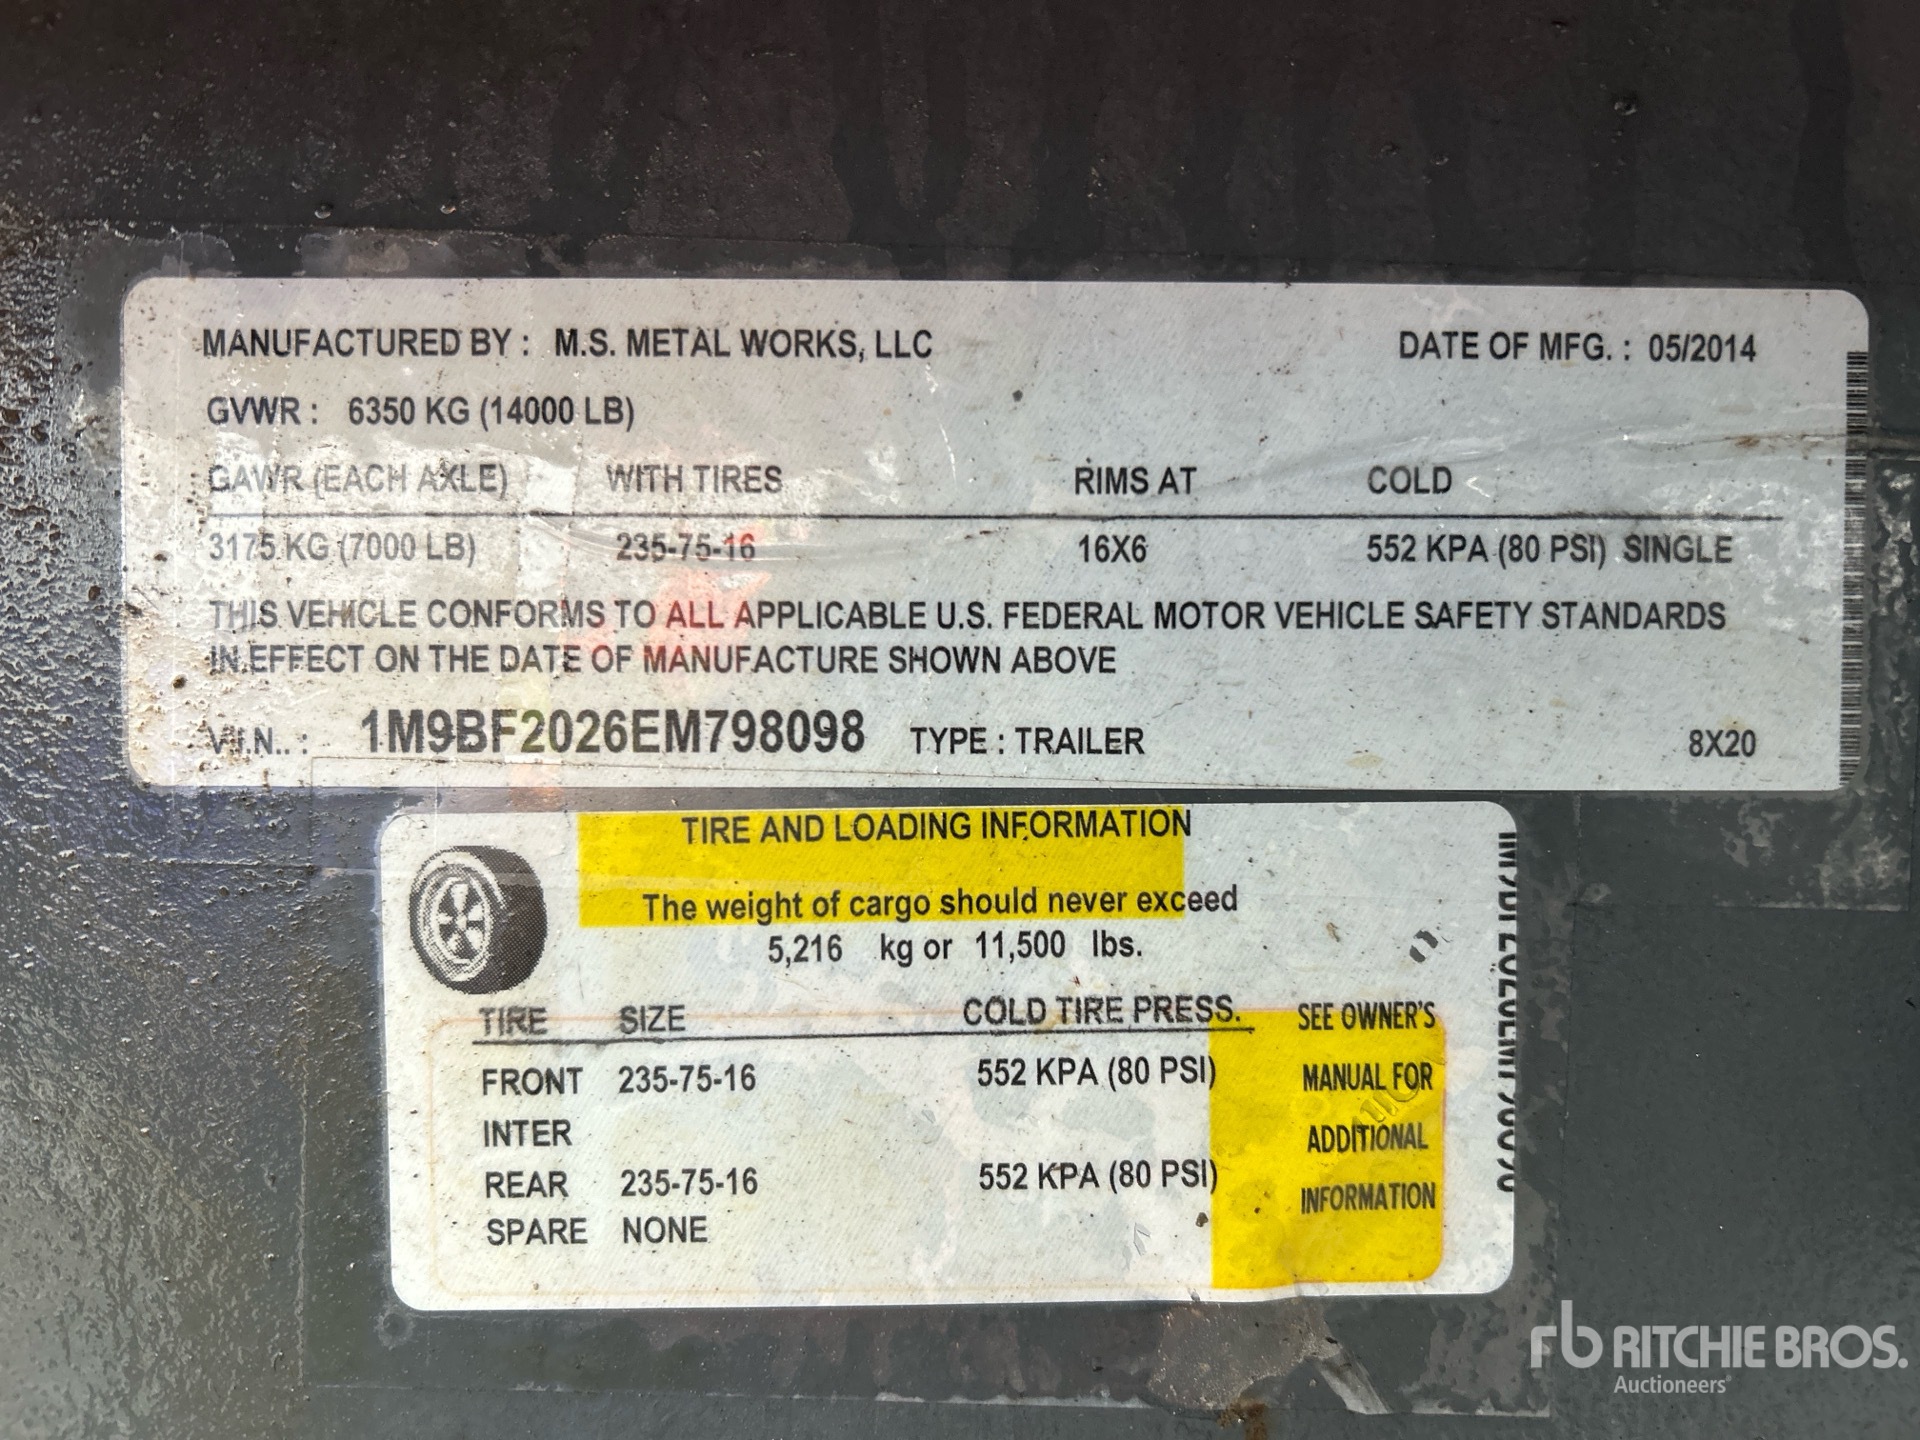 MANUFACTURED BY : M.S. METAL WORKS, LLC DATE OF MFG. : 05/2014
GVWR : 6350 KG (14000 LB)
GAWR (EACH AXLE) WITH TIRES RIMS AT COLD
3175 KG (7000 LB) 235-75-16 16X6 552 KPA (80 PSI) SINGLE
THIS VEHICLE CONFORMS TO ALL APPLICABLE U.S. FEDERAL MOTOR VEHICLE SAFETY STANDARDS
IN EFFECT ON THE DATE OF MANUFACTURE SHOWN ABOVE
V.I.N.. : 1M9BF2026EM798098 TYPE : TRAILER 8X20
TIRE AND LOADING INFORMATION
The weight of cargo should never exceed
5,216 kg or 11,500 lbs.
TIRE SIZE COLD TIRE PRESS. SEE OWNER'S
FRONT 235-75-16 552 KPA (80 PSI) MANUAL FOR
INTER ADDITIONAL
REAR 235-75-16 552 KPA (80 PSI) INFORMATION
SPARE NONE
rb RITCHIE BROS.
Auctioneers